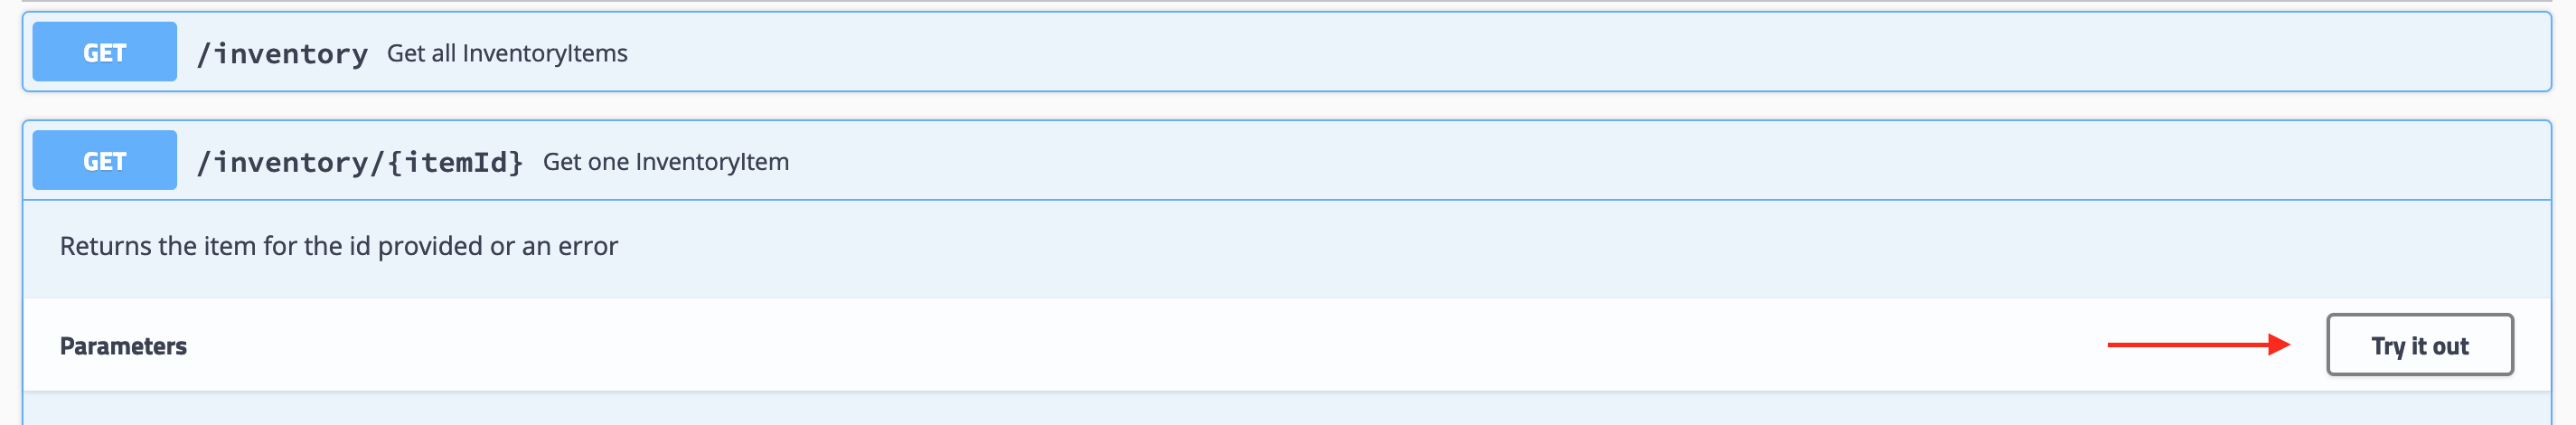 GET /inventory Get all InventoryItems
GET /inventory/{itemId} Get one InventoryItem
Returns the item for the id provided or an error
Parameters Try it out